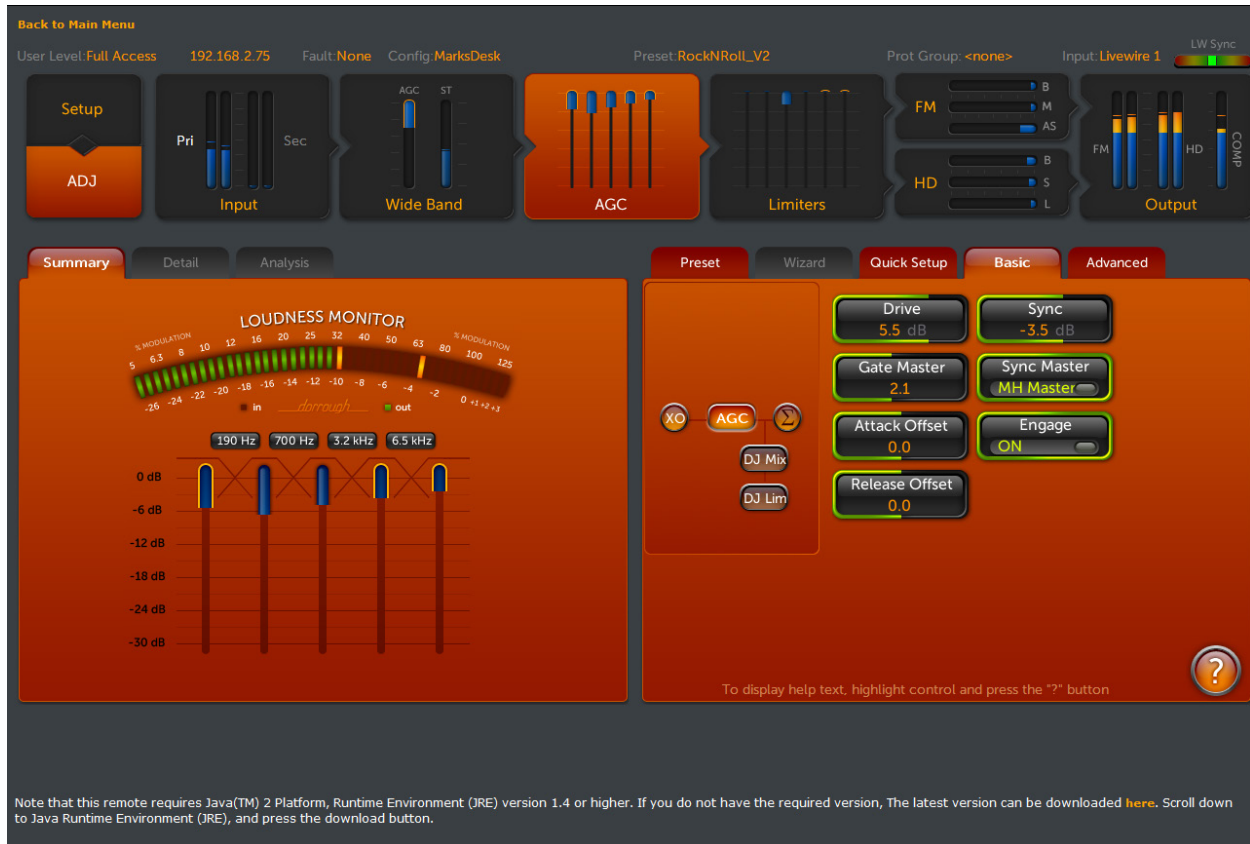 Back to Main Menu
User Level:Full Access 192.168.2.75 Fault:None Config:MarksDesk Preset:RockNRoll_V2 Prot Group: <none> Input:Livewire 1 LW Sync
Setup
ADJ
Pri Sec
Input
AGC ST
Wide Band
AGC
Limiters
FM B M AS
HD B S L
FM HD COMP
Output
Summary Detail Analysis
LOUDNESS MONITOR
% MODULATION % MODULATION
5 6.3 8 10 12 16 20 25 32 40 50 63 80 100 125
-26 -24 -22 -20 -18 -16 -14 -12 -10 -8 -6 -4 -2 0 +1 +2 +3
in dorrough out
190 Hz 700 Hz 3.2 kHz 6.5 kHz
0 dB
-6 dB
-12 dB
-18 dB
-24 dB
-30 dB
Preset Wizard Quick Setup Basic Advanced
XO AGC Σ
DJ Mix
DJ Lim
Drive
5.5 dB
Sync
-3.5 dB
Gate Master
2.1
Sync Master
MH Master
Attack Offset
0.0
Engage
ON
Release Offset
0.0
?
To display help text, highlight control and press the "?" button
Note that this remote requires Java(TM) 2 Platform, Runtime Environment (JRE) version 1.4 or higher. If you do not have the required version, The latest version can be downloaded here. Scroll down
to Java Runtime Environment (JRE), and press the download button.